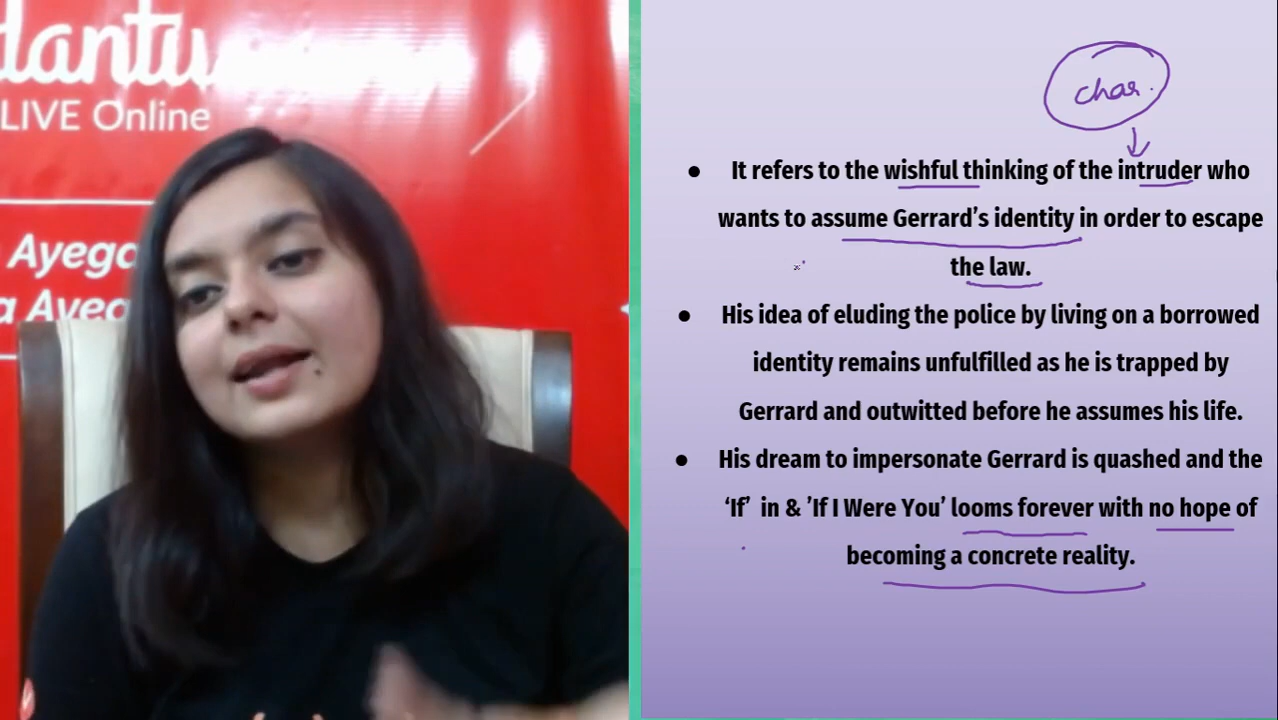 dantu
LIVE Online
Ayega
a Ayeg
char.
• It refers to the wishful thinking of the intruder who
wants to assume Gerrard's identity in order to escape
the law.
• His idea of eluding the police by living on a borrowed
identity remains unfulfilled as he is trapped by
Gerrard and outwitted before he assumes his life.
• His dream to impersonate Gerrard is quashed and the
‘If’ in & ’If I Were You’ looms forever with no hope of
becoming a concrete reality.